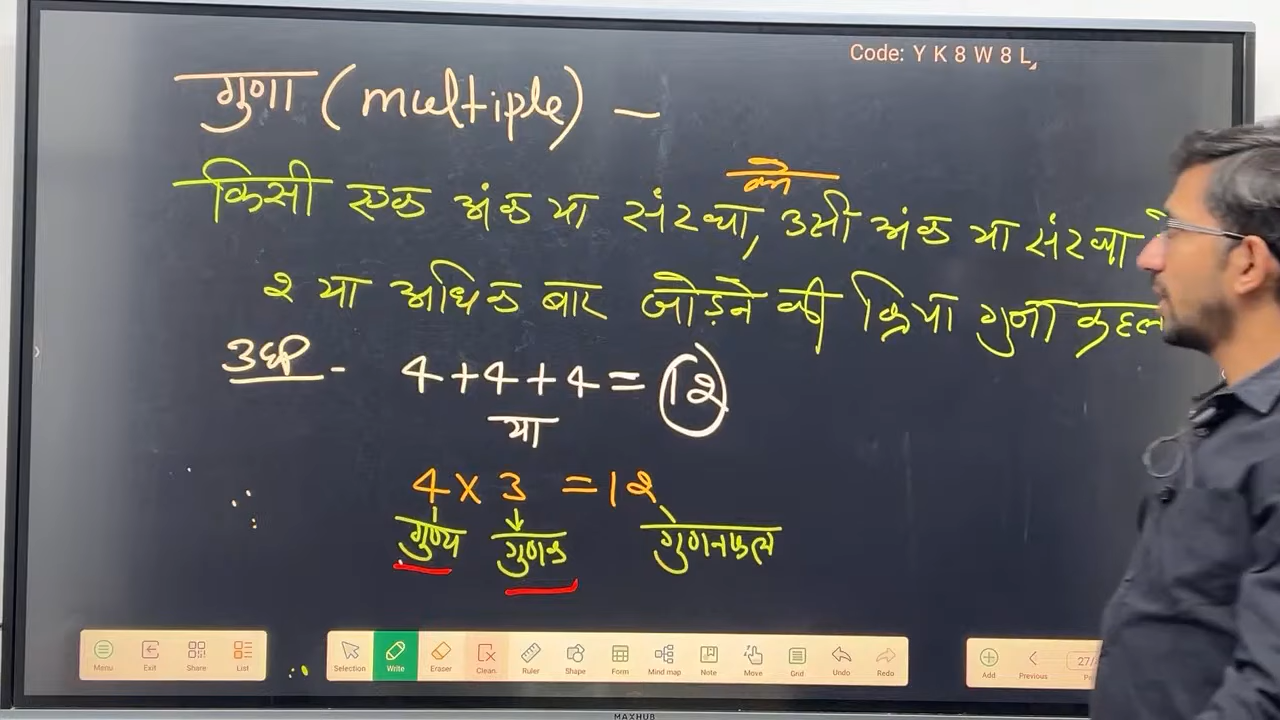 Code: Y K 8 W 8 L
गुणा (multiple) –
को
किसी एक अंक या संख्या, उसी अंक या संख्या
2 या अधिक बार जोड़ने की क्रिया गुना कहल
उदा -
4+4+4=12
या
4 x 3 = 12
गुण्य गुणक गुणनफल
Menu Exit Share List Selection Write Eraser Clean. Ruler Shape Form Mind map Note Move Grid Undo Redo Add Previous 27/
MAXHUB